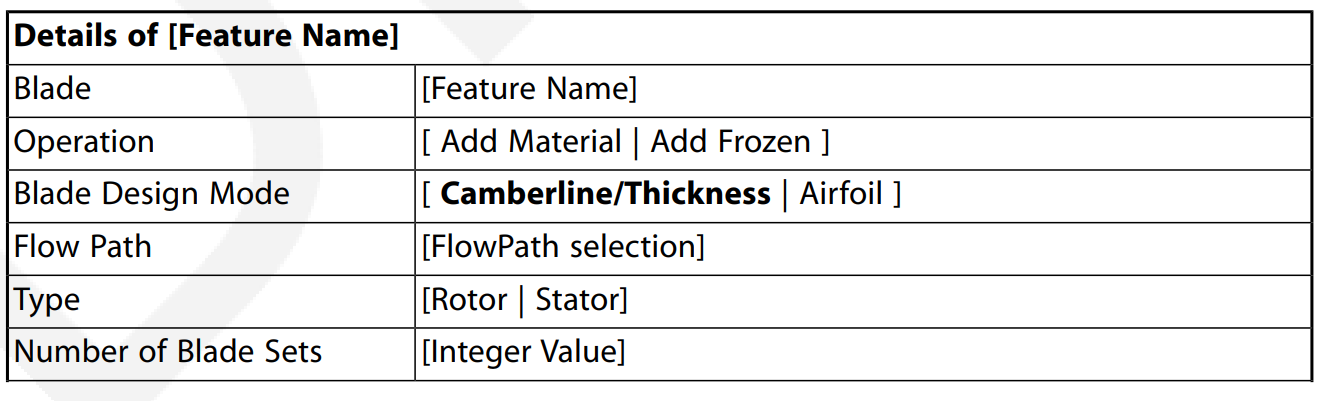 Details of [Feature Name]
Blade [Feature Name]
Operation [ Add Material | Add Frozen ]
Blade Design Mode [ Camberline/Thickness | Airfoil ]
Flow Path [FlowPath selection]
Type [Rotor | Stator]
Number of Blade Sets [Integer Value]